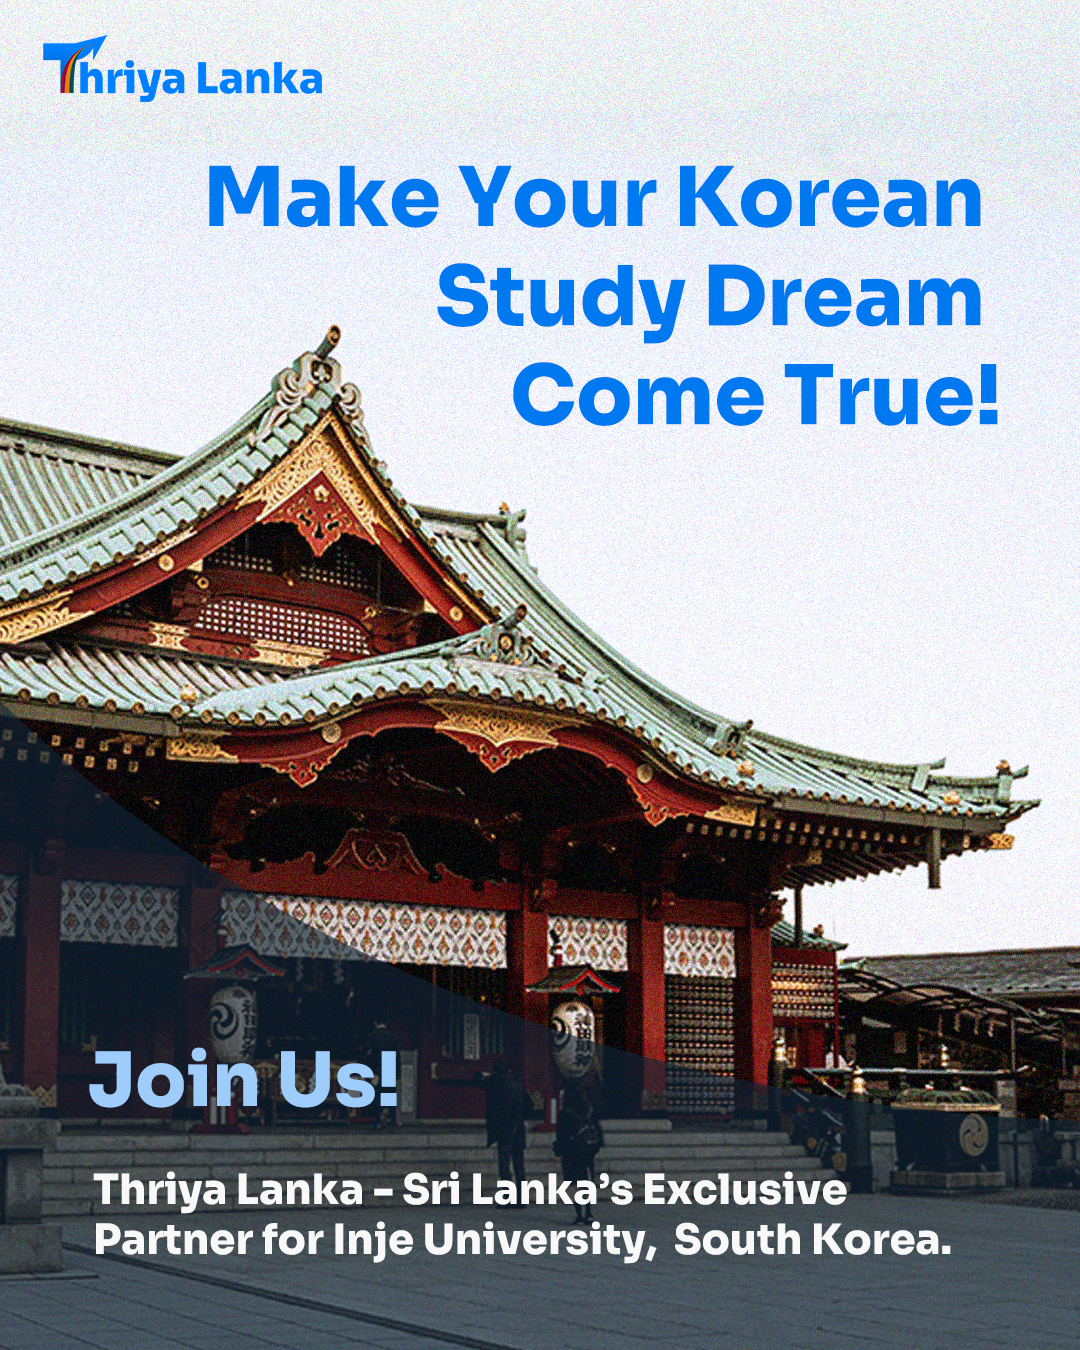 Thriya Lanka
Make Your Korean
Study Dream
Come True!
Join Us!
Thriya Lanka - Sri Lanka’s Exclusive
Partner for Inje University, South Korea.